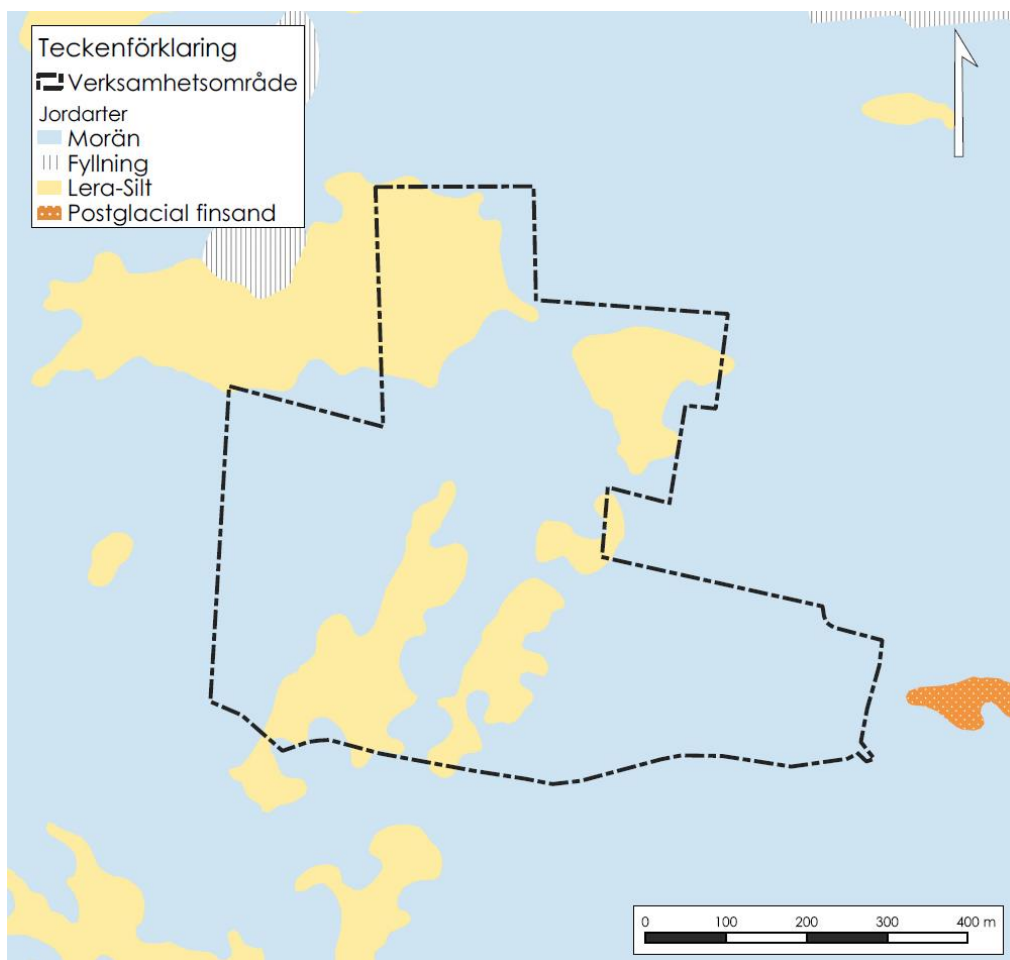 Teckenförklaring
Verksamhetsområde
Jordarter
Morän
Fyllning
Lera-Silt
Postglacial finsand
0 100 200 300 400 m